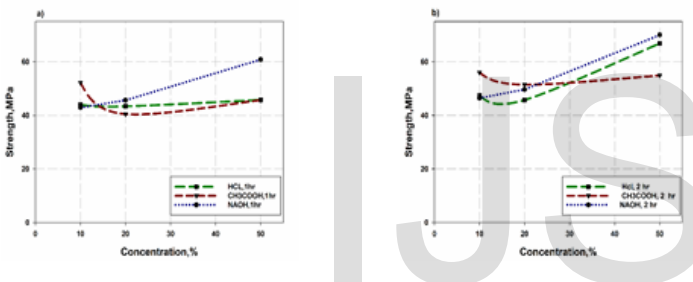 a)
Strength,MPa
60
40
20
0
HCL,1hr
CH3COOH,1hr
NAOH,1hr
0 10 20 30 40 50
Concentration,%
b)
Strength,MPa
60
40
20
0
Hcl, 2 hr
CH3COOH, 2 hr
NAOH, 2 hr
0 10 20 30 40 50
Concentration,%
IJS